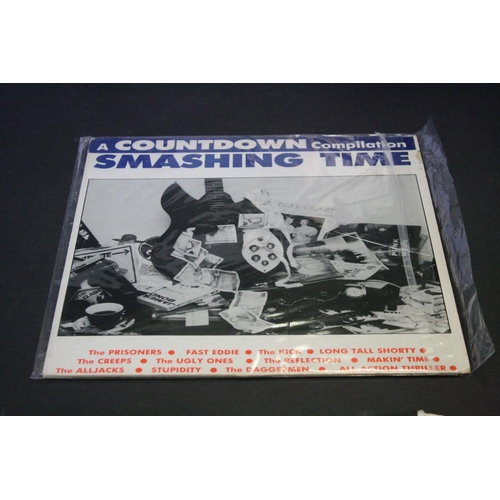 A COUNTDOWN Compilation
SMASHING TIME
The PRISONERS • FAST EDDIE • The KICK • LONG TALL SHORTY •
The CREEPS • The UGLY ONES • The REFLECTION • MAKIN' TIME •
The ALLJACKS • STUPIDITY • The DAGGERMEN • ALL ACTION THRILLER •